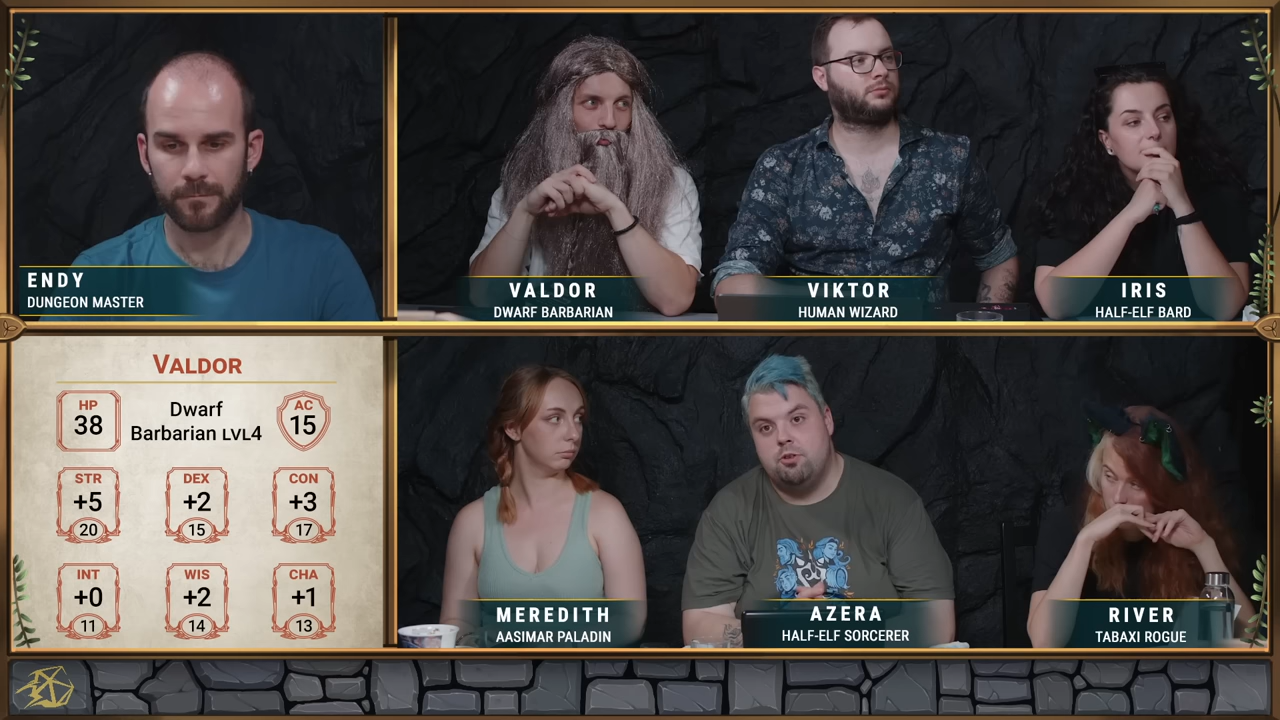 ENDY
DUNGEON MASTER
VALDOR
DWARF BARBARIAN
VIKTOR
HUMAN WIZARD
IRIS
HALF-ELF BARD
VALDOR
HP
38
Dwarf
Barbarian LVL4
AC
15
STR
+5
20
DEX
+2
15
CON
+3
17
INT
+0
11
WIS
+2
14
CHA
+1
13
MEREDITH
AASIMAR PALADIN
AZERA
HALF-ELF SORCERER
RIVER
TABAXI ROGUE